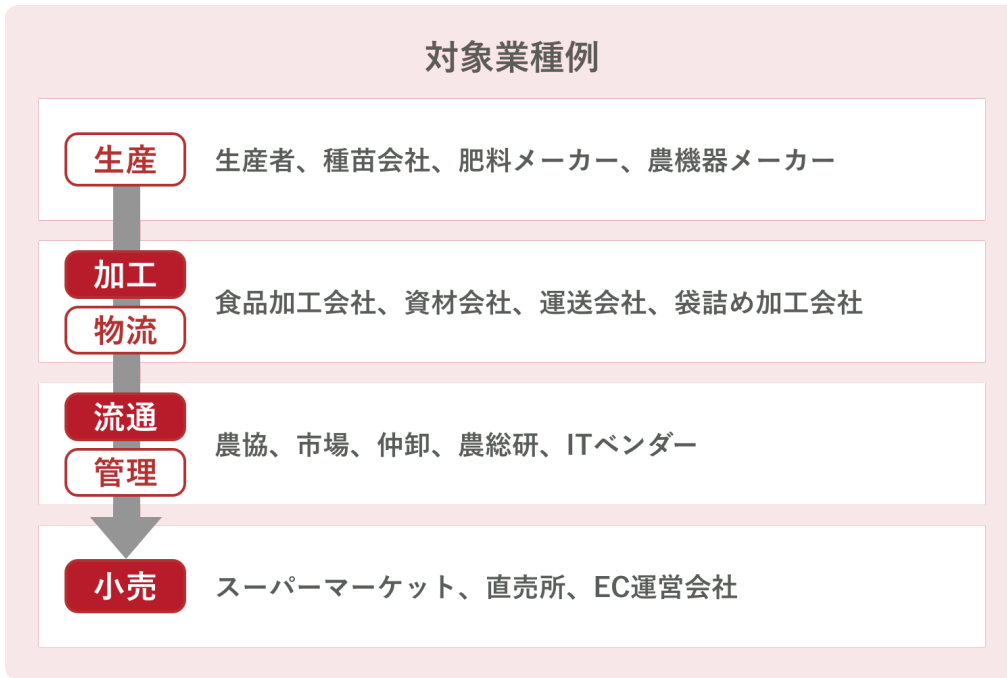 対象業種例
生産
生産者、種苗会社、肥料メーカー、農機器メーカー
加工
物流
食品加工会社、資材会社、運送会社、袋詰め加工会社
流通
管理
農協、市場、仲卸、農総研、ITベンダー
小売
スーパーマーケット、直売所、EC運営会社